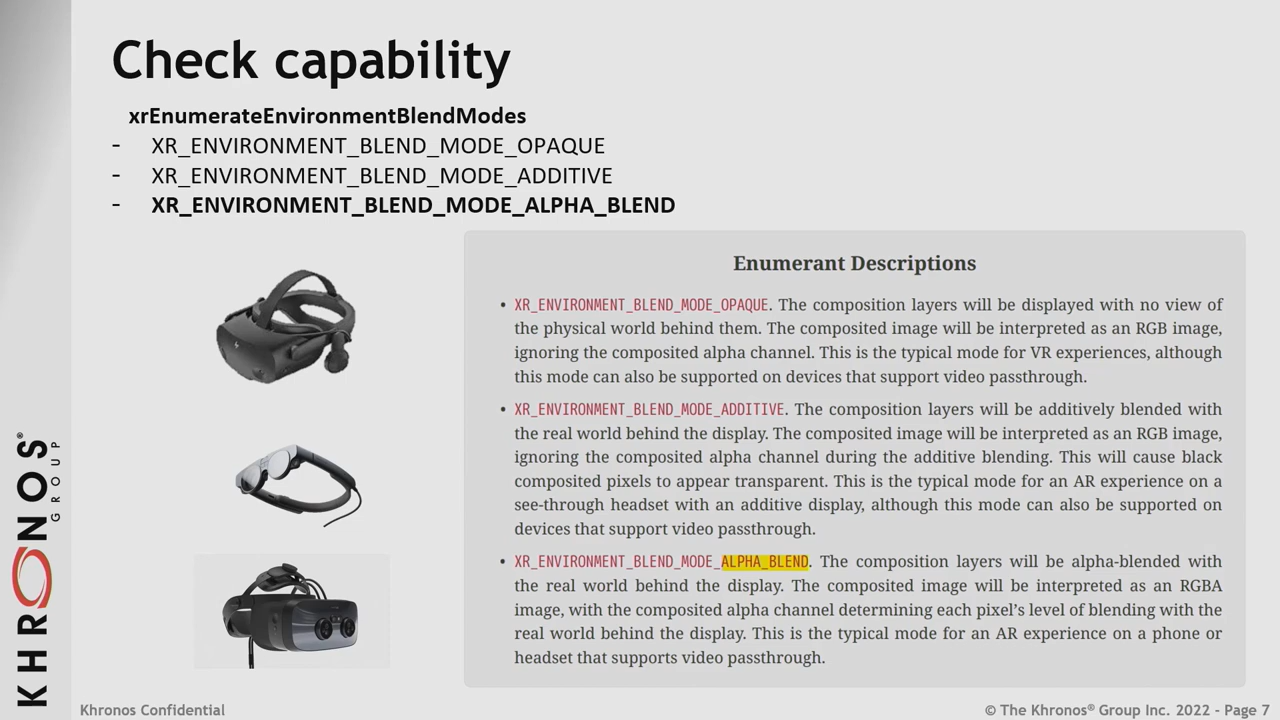 Check capability
xrEnumerateEnvironmentBlendModes
- XR_ENVIRONMENT_BLEND_MODE_OPAQUE
- XR_ENVIRONMENT_BLEND_MODE_ADDITIVE
- XR_ENVIRONMENT_BLEND_MODE_ALPHA_BLEND
Enumerant Descriptions
• XR_ENVIRONMENT_BLEND_MODE_OPAQUE. The composition layers will be displayed with no view of
the physical world behind them. The composited image will be interpreted as an RGB image,
ignoring the composited alpha channel. This is the typical mode for VR experiences, although
this mode can also be supported on devices that support video passthrough.
• XR_ENVIRONMENT_BLEND_MODE_ADDITIVE. The composition layers will be additively blended with
the real world behind the display. The composited image will be interpreted as an RGB image,
ignoring the composited alpha channel during the additive blending. This will cause black
composited pixels to appear transparent. This is the typical mode for an AR experience on a
see-through headset with an additive display, although this mode can also be supported on
devices that support video passthrough.
• XR_ENVIRONMENT_BLEND_MODE_ALPHA_BLEND. The composition layers will be alpha-blended with
the real world behind the display. The composited image will be interpreted as an RGBA
image, with the composited alpha channel determining each pixel's level of blending with the
real world behind the display. This is the typical mode for an AR experience on a phone or
headset that supports video passthrough.
KHRONOS®
GROUP
Khronos Confidential
© The Khronos® Group Inc. 2022 - Page 7